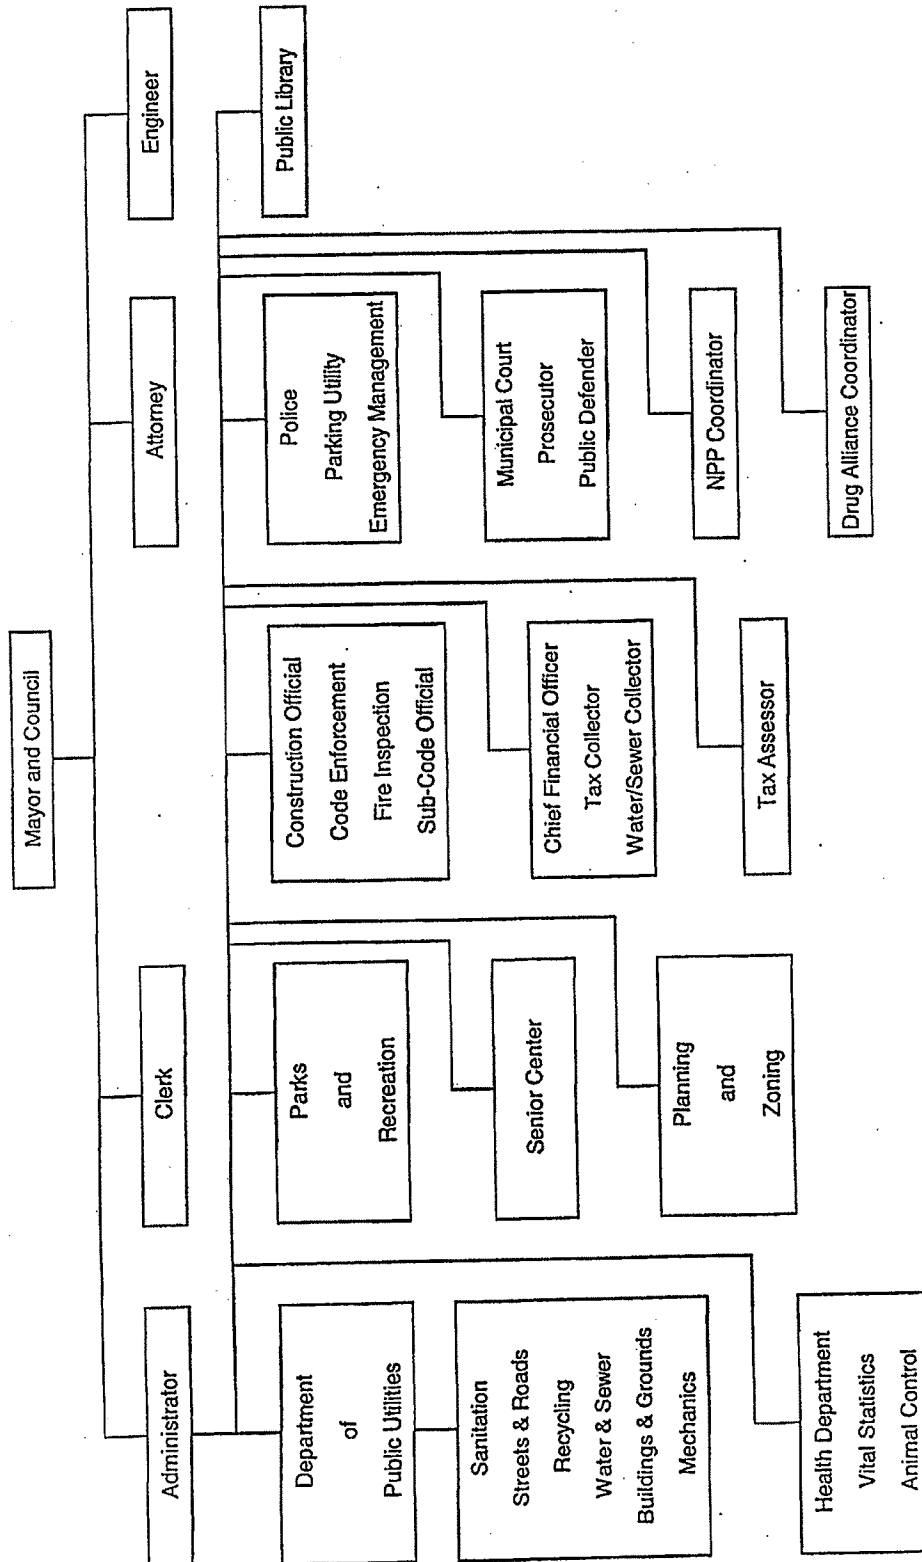 Mayor and Council
Administrator
Clerk
Attorney
Engineer
Department
of
Public Utilities
Parks
and
Recreation
Construction Official
Code Enforcement
Fire Inspection
Sub-Code Official
Police
Parking Utility
Emergency Management
Public Library
Sanitation
Streets & Roads
Recycling
Water & Sewer
Buildings & Grounds
Mechanics
Senior Center
Chief Financial Officer
Tax Collector
Water/Sewer Collector
Municipal Court
Prosecutor
Public Defender
Planning
and
Zoning
Tax Assessor
NPP Coordinator
Health Department
Vital Statistics
Animal Control
Drug Alliance Coordinator